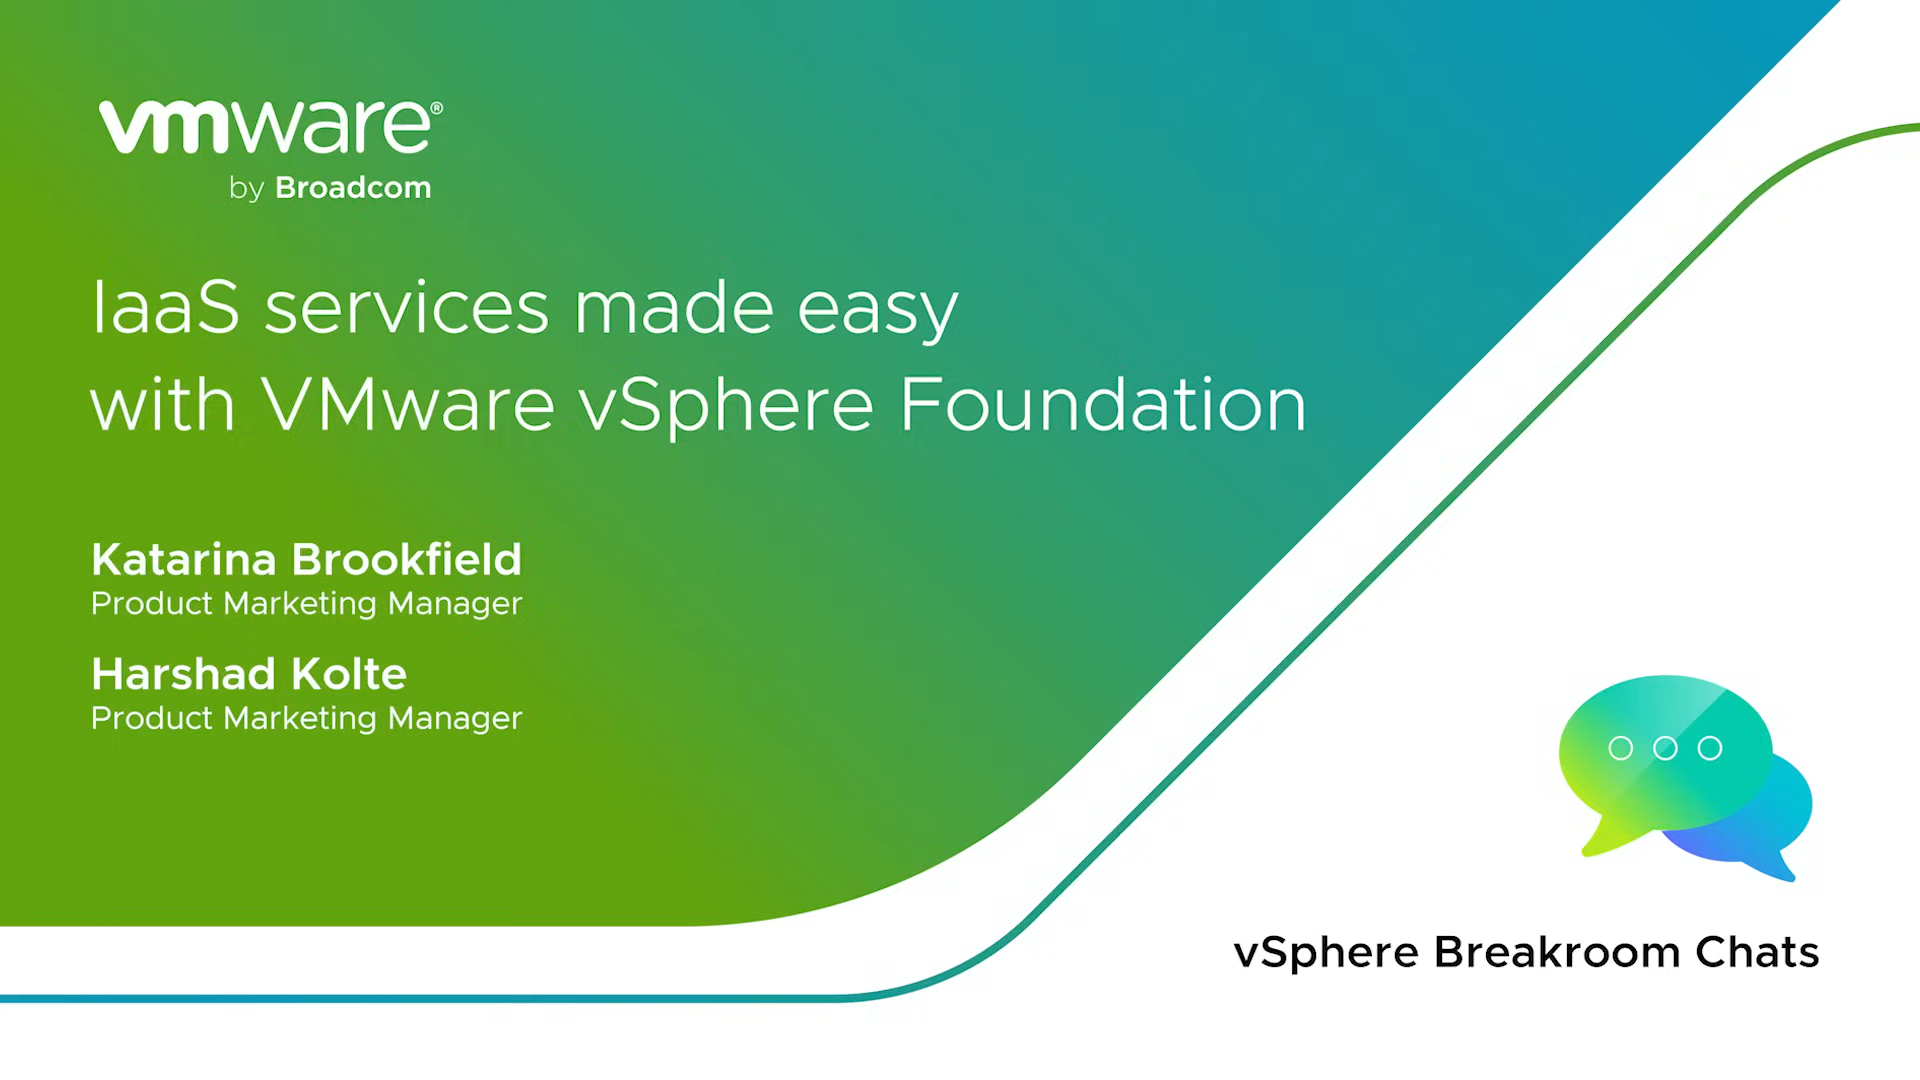 vmware®
by Broadcom
IaaS services made easy
with VMware vSphere Foundation
Katarina Brookfield
Product Marketing Manager
Harshad Kolte
Product Marketing Manager
vSphere Breakroom Chats